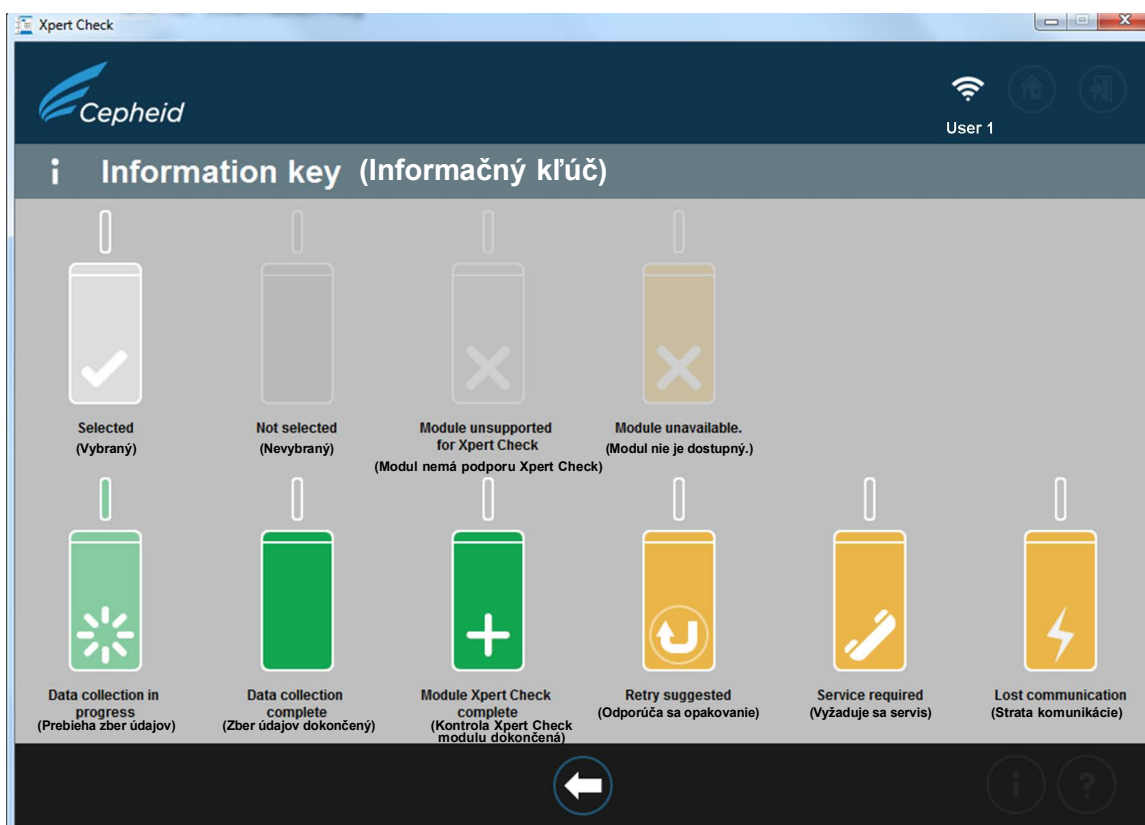 Xpert Check
Cepheid
User 1
i Information key (Informačný kľúč)
Selected
(Vybraný)
Not selected
(Nevybraný)
Module unsupported
for Xpert Check
(Modul nemá podporu Xpert Check)
Module unavailable.
(Modul nie je dostupný.)
Data collection in
progress
(Prebieha zber údajov)
Data collection
complete
(Zber údajov dokončený)
Module Xpert Check
complete
(Kontrola Xpert Check
modulu dokončená)
Retry suggested
(Odporúča sa opakovanie)
Service required
(Vyžaduje sa servis)
Lost communication
(Strata komunikácie)
i ?